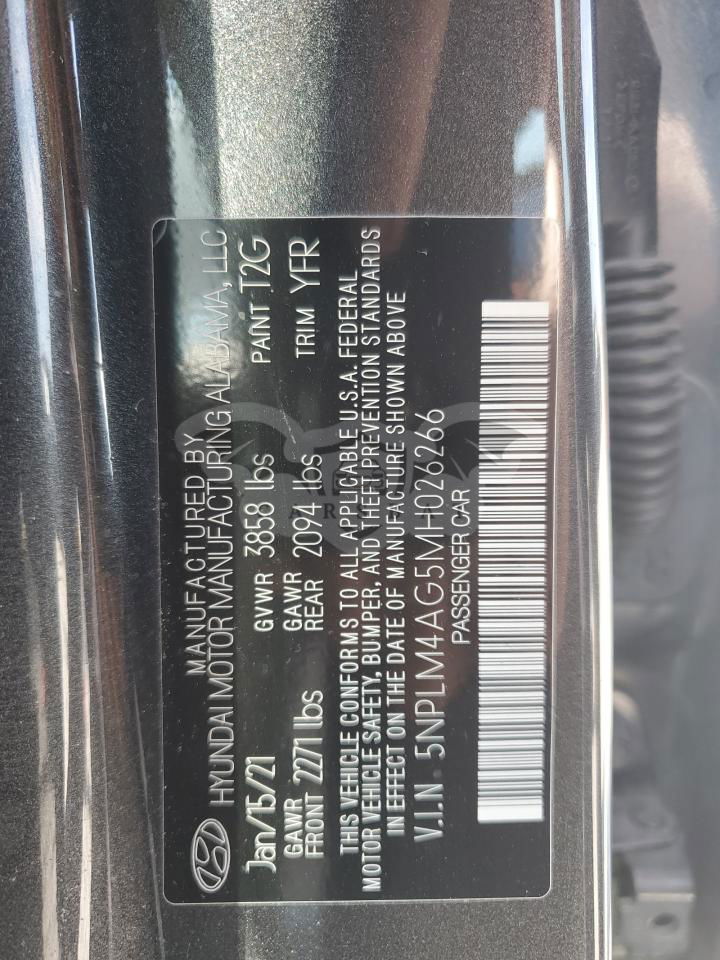 MANUFACTURED BY
HYUNDAI MOTOR MANUFACTURING ALABAMA, LLC
Jan/15/21 GVWR 3858 lbs PAINT T2G
GAWR FRONT 2271 lbs GAWR REAR 2094 lbs TRIM YFR
THIS VEHICLE CONFORMS TO ALL APPLICABLE U.S.A. FEDERAL
MOTOR VEHICLE SAFETY, BUMPER, AND THEFT PREVENTION STANDARDS
IN EFFECT ON THE DATE OF MANUFACTURE SHOWN ABOVE
V.I.N 5NPLM4AG5MH026266
PASSENGER CAR